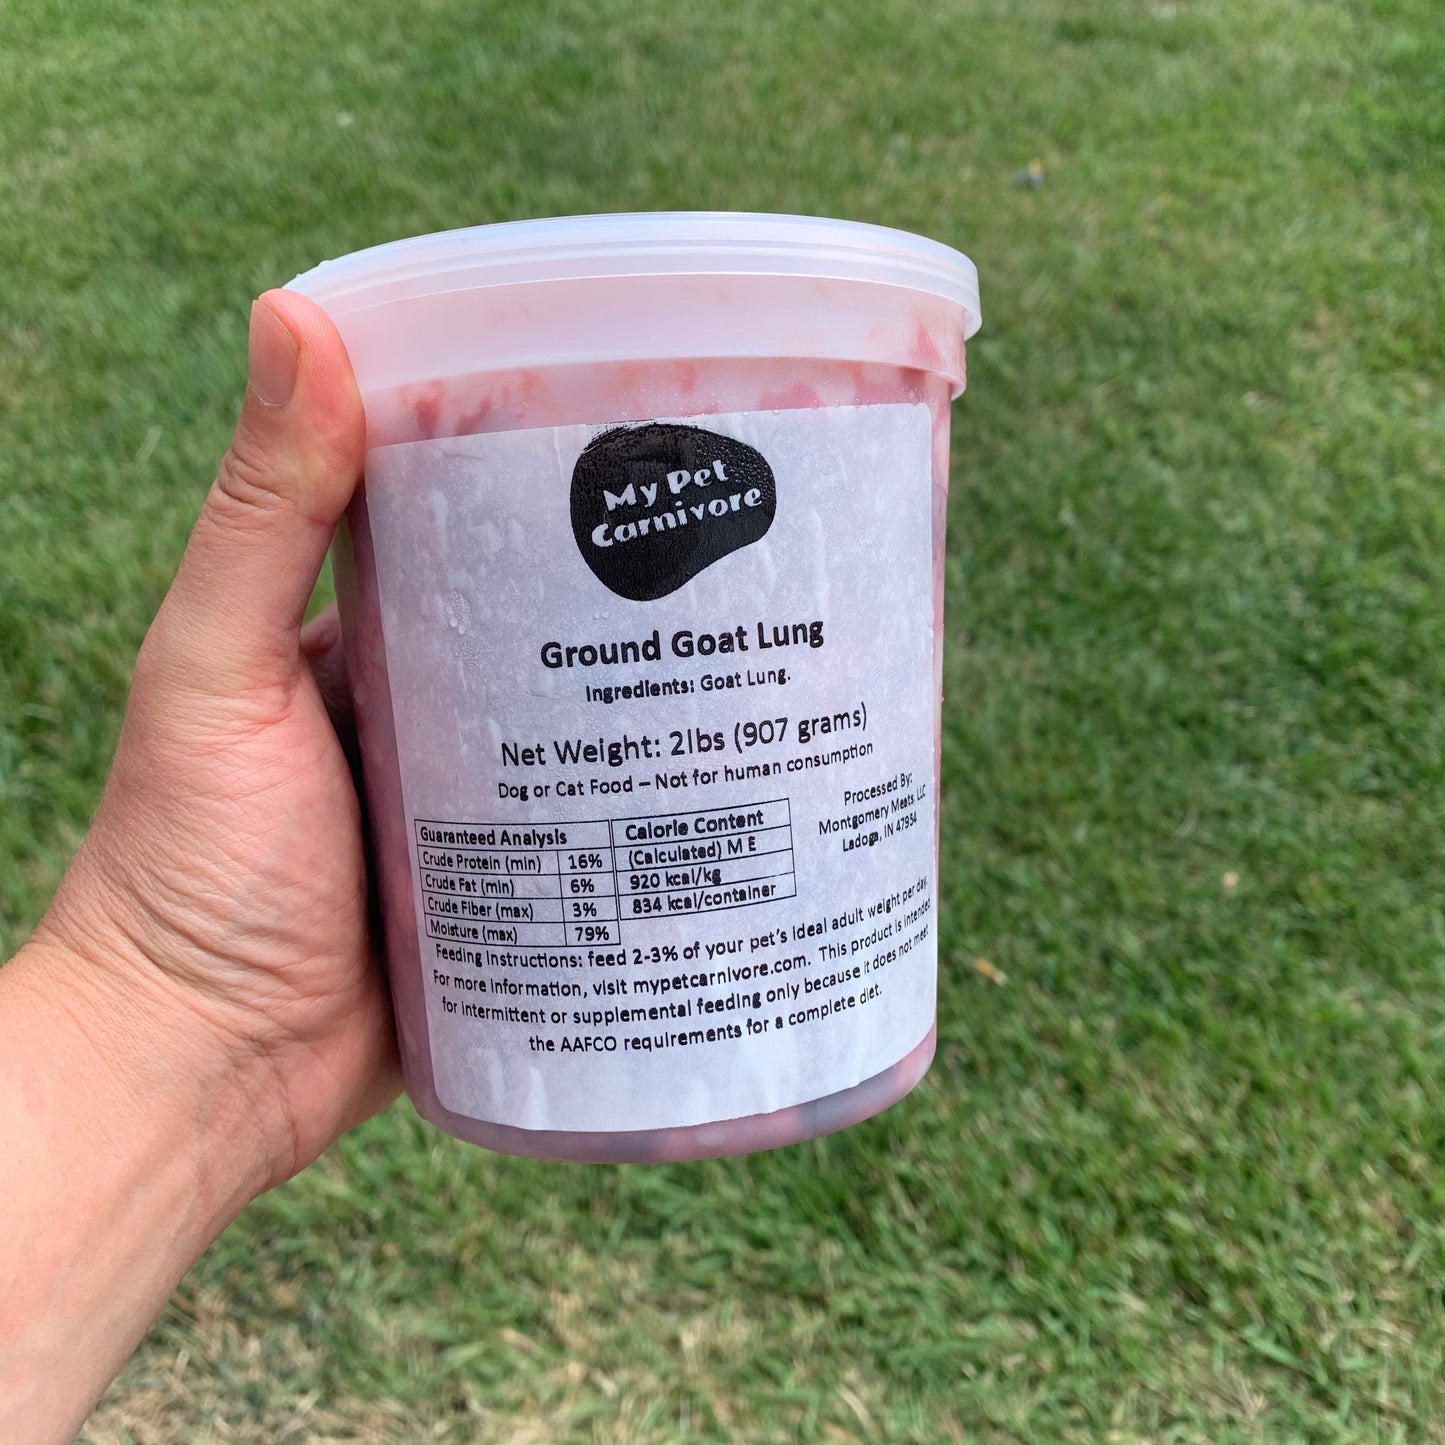 My Pet
Carnivore
Ground Goat Lung
Ingredients: Goat Lung.
Net Weight: 2lbs (907 grams)
Dog or Cat Food – Not for human consumption
Processed By:
Montgomery Meats, LLC
Ladoga, IN 47954
Guaranteed Analysis
Crude Protein (min) 16%
Crude Fat (min) 6%
Crude Fiber (max) 3%
Moisture (max) 79%
Calorie Content
(Calculated) M E
920 kcal/kg
834 kcal/container
Feeding Instructions: feed 2-3% of your pet's ideal adult weight per day.
For more information, visit mypetcarnivore.com. This product is intended
for intermittent or supplemental feeding only because it does not meet
the AAFCO requirements for a complete diet.